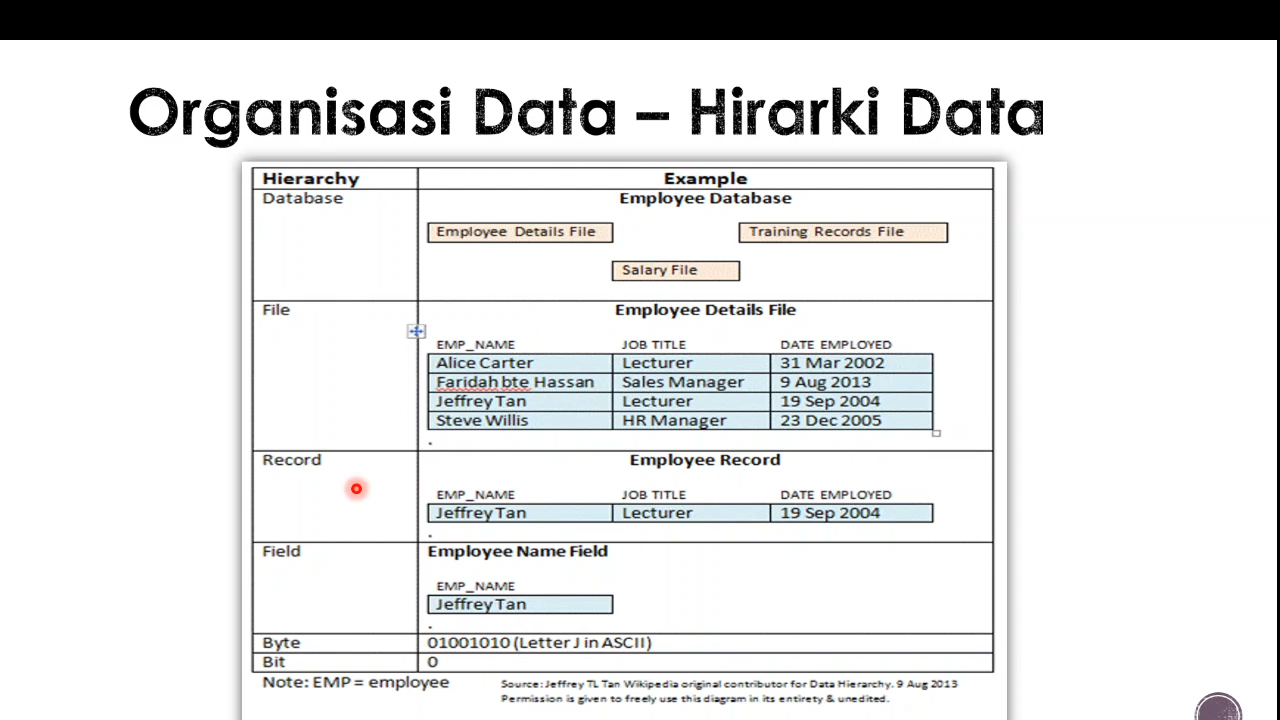 Organisasi Data – Hirarki Data
Hierarchy Example
Database Employee Database
Employee Details File Training Records File
Salary File
File Employee Details File
EMP_NAME JOB TITLE DATE EMPLOYED
Alice Carter Lecturer 31 Mar 2002
Faridah bte Hassan Sales Manager 9 Aug 2013
Jeffrey Tan Lecturer 19 Sep 2004
Steve Willis HR Manager 23 Dec 2005
.
Record Employee Record
EMP_NAME JOB TITLE DATE EMPLOYED
Jeffrey Tan Lecturer 19 Sep 2004
.
Field Employee Name Field
EMP_NAME
Jeffrey Tan
.
Byte 01001010 (Letter J in ASCII)
Bit 0
Note: EMP = employee Source: Jeffrey TL Tan Wikipedia original contributor for Data Hierarchy. 9 Aug 2013
Permission is given to freely use this diagram in its entirety & unedited.